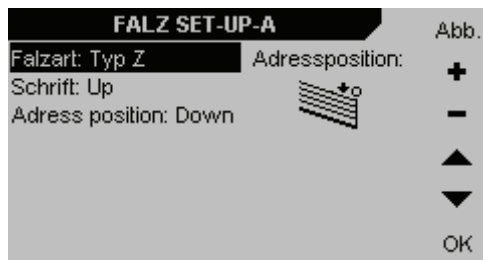 FALZ SET-UP-A
Abb.
Falzart: Typ Z
Adressposition:
Schrift: Up
Adress position: Down
+
−
OK